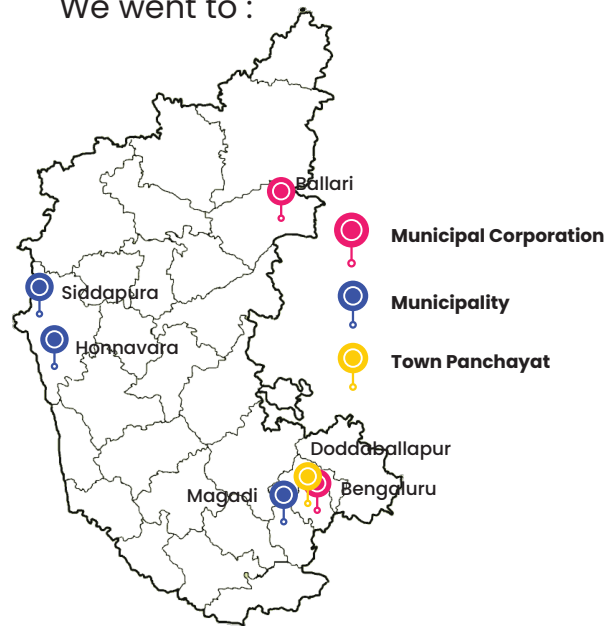 We went to :
Ballari
Municipal Corporation
Siddapura
Municipality
Honnavara
Town Panchayat
Doddaballapur
Magadi
Bengaluru